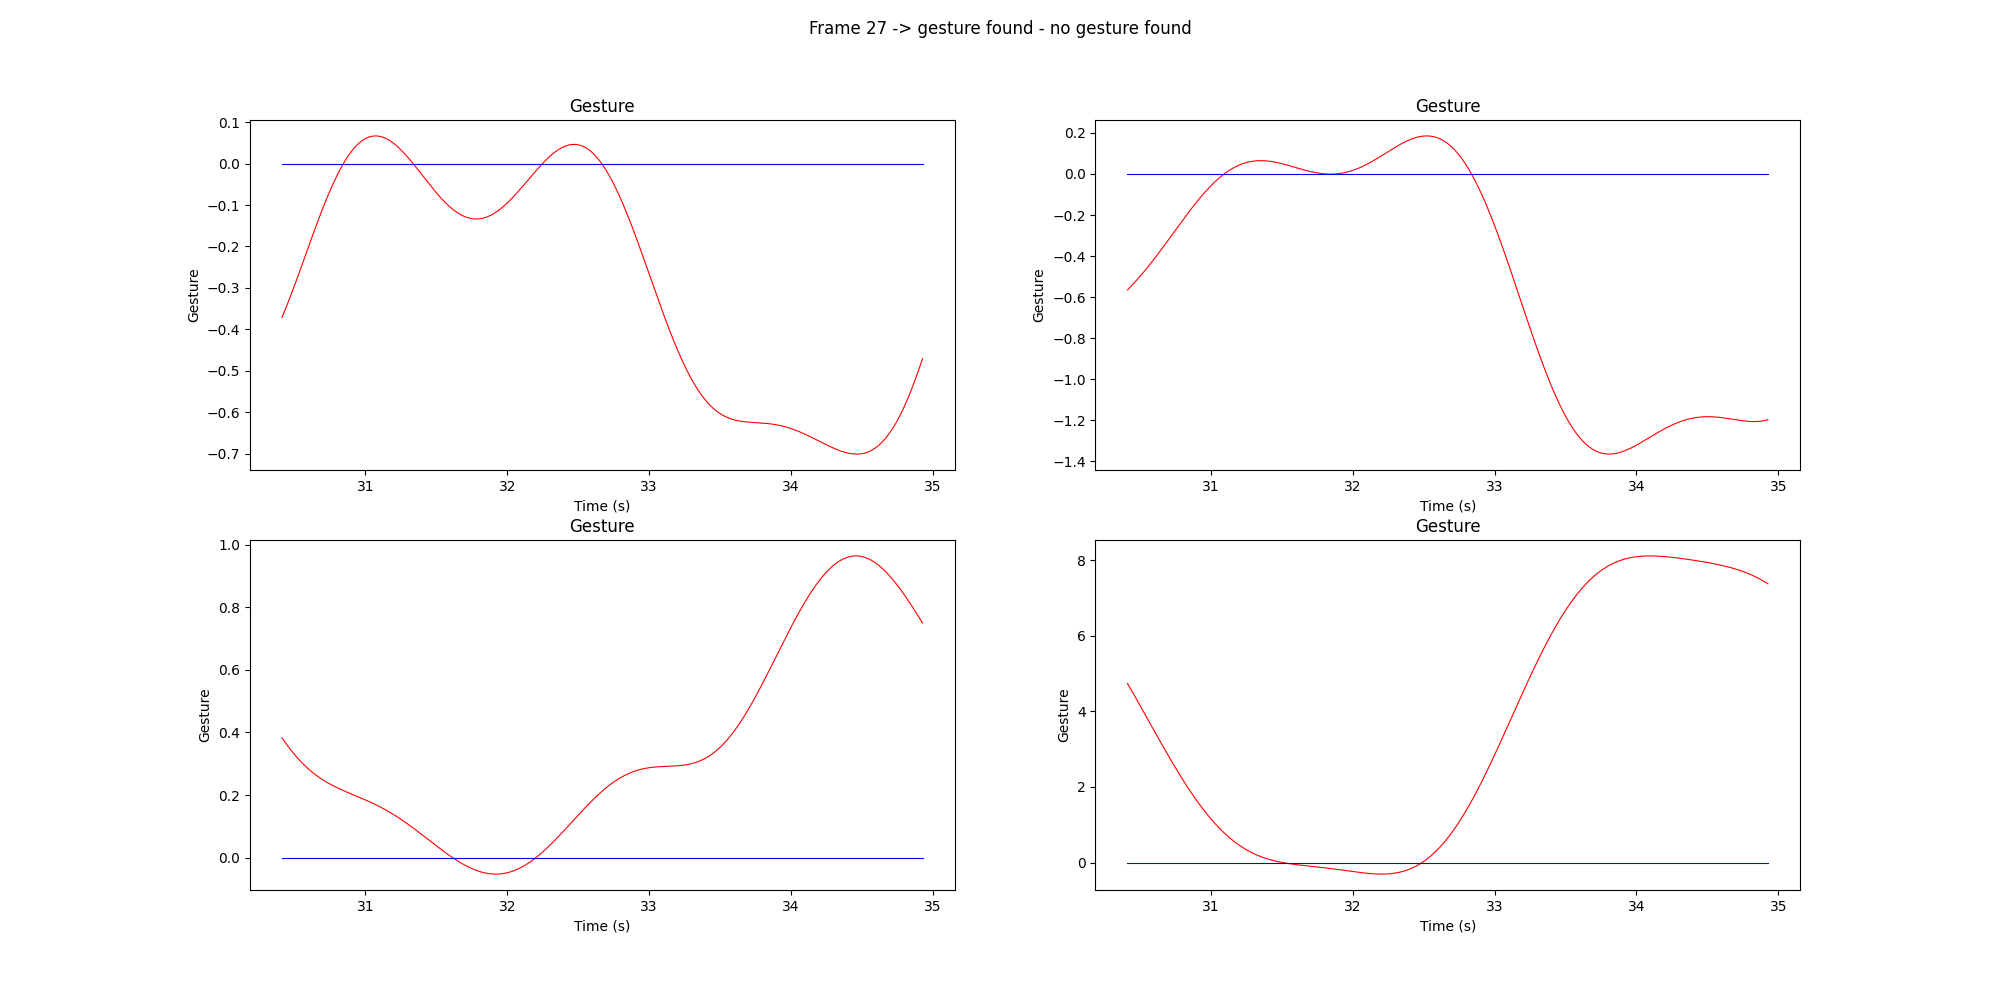 Frame 27 -> gesture found - no gesture found
Gesture
0.1
0.0
−0.1
−0.2
−0.3
−0.4
−0.5
−0.6
−0.7
Gesture
31 32 33 34 35
Time (s)
Gesture
0.2
0.0
−0.2
−0.4
−0.6
−0.8
−1.0
−1.2
−1.4
Gesture
31 32 33 34 35
Time (s)
Gesture
1.0
0.8
0.6
0.4
0.2
0.0
Gesture
31 32 33 34 35
Time (s)
Gesture
8
6
4
2
0
Gesture
31 32 33 34 35
Time (s)